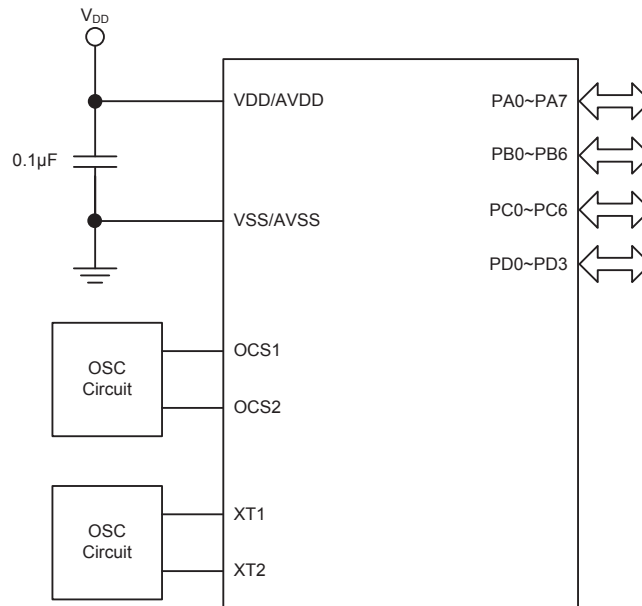 VDD
VDD/AVDD
PA0~PA7
PB0~PB6
0.1µF
PC0~PC6
VSS/AVSS
PD0~PD3
OSC
Circuit
OCS1
OCS2
OSC
Circuit
XT1
XT2